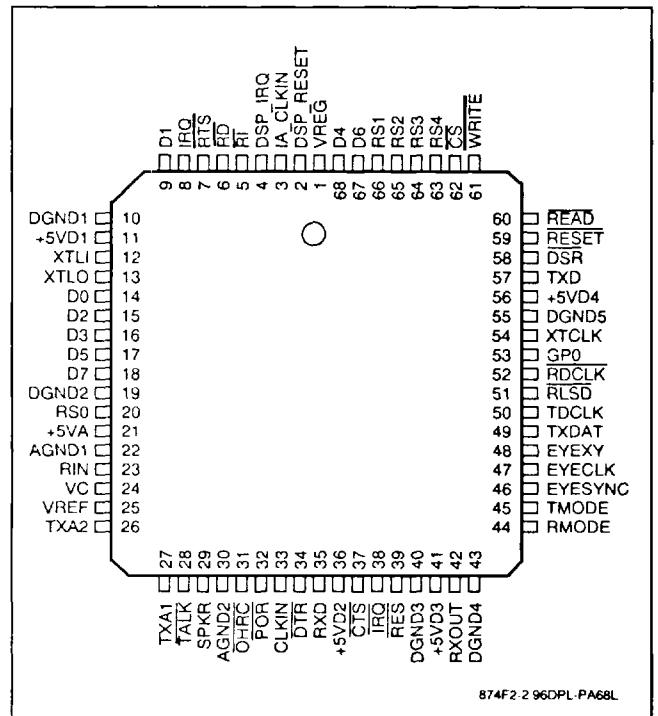 D1
IRQ
RTS
RD
RI
DSP_IRQ
IA_CLKIN
DSP_RESET
VREG
D4
D6
RS1
RS2
RS3
RS4
CS
WRITE
9 8 7 6 5 4 3 2 1 68 67 66 65 64 63 62 61
DGND1 10
+5VD1 11
XTLI 12
XTLO 13
D0 14
D2 15
D3 16
D5 17
D7 18
DGND2 19
RS0 20
+5VA 21
AGND1 22
RIN 23
VC 24
VREF 25
TXA2 26
60 READ
59 RESET
58 DSR
57 TXD
56 +5VD4
55 DGND5
54 XTCLK
53 GP0
52 RDCLK
51 RLSD
50 TDCLK
49 TXDAT
48 EYEXY
47 EYECLK
46 EYESYNC
45 TMODE
44 RMODE
27 28 29 30 31 32 33 34 35 36 37 38 39 40 41 42 43
TXA1
TALK
SPKR
AGND2
OHRC
POR
CLKIN
DTR
RXD
+5VD2
CTS
IRQ
RES
DGND3
+5VD3
RXOUT
DGND4
874F2-2 96DPL-PA68L